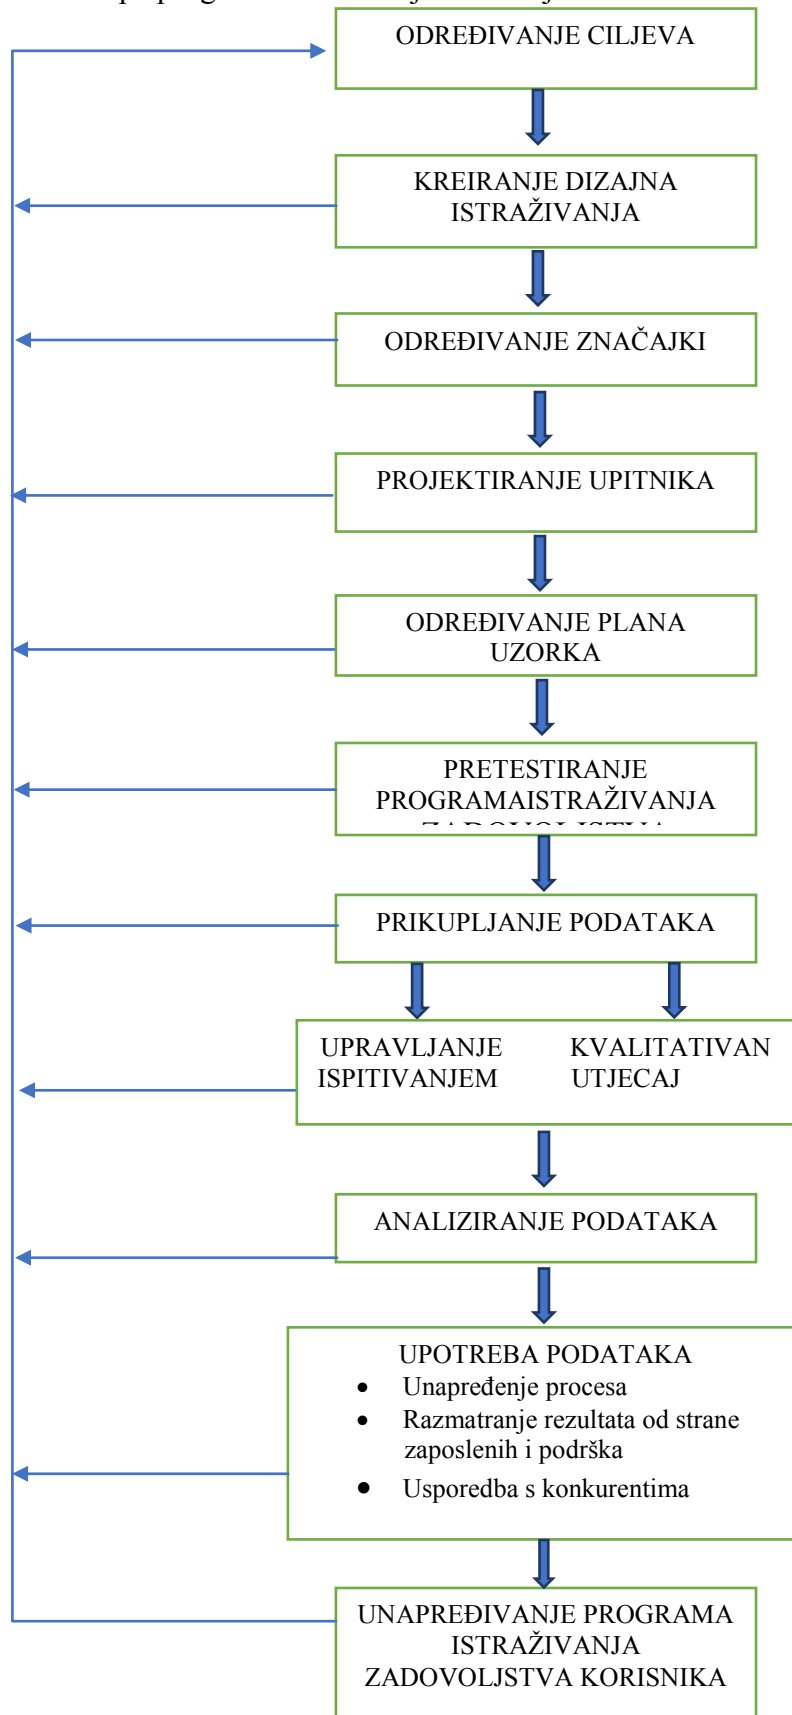 ODREĐIVANJE CILJEVA
KREIRANJE DIZAJNA
ISTRAŽIVANJA
ODREĐIVANJE ZNAČAJKI
PROJEKTIRANJE UPITNIKA
ODREĐIVANJE PLANA
UZORKA
PRETESTIRANJE
PROGRAMAISTRAŽIVANJA
PRIKUPLJANJE PODATAKA
UPRAVLJANJE KVALITATIVAN
ISPITIVANJEM UTJECAJ
ANALIZIRANJE PODATAKA
UPOTREBA PODATAKA
• Unapređenje procesa
• Razmatranje rezultata od strane
zaposlenih i podrška
• Usporedba s konkurentima
UNAPREĐIVANJE PROGRAMA
ISTRAŽIVANJA
ZADOVOLJSTVA KORISNIKA